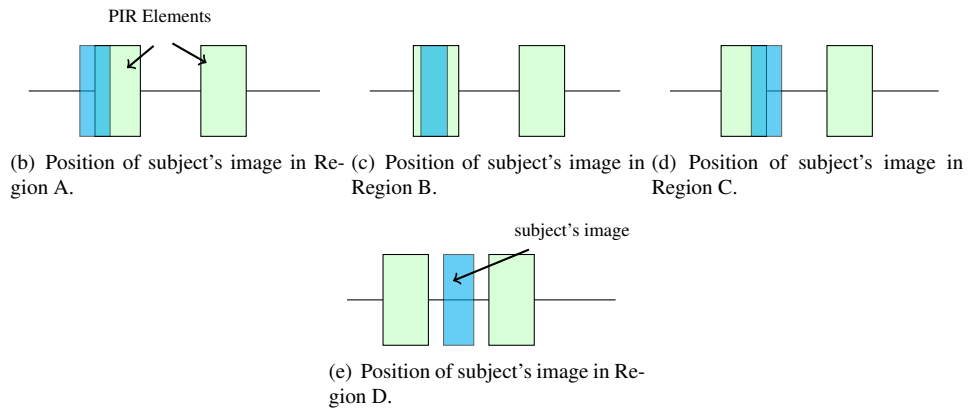 PIR Elements
(b) Position of subject's image in Re-
gion A.
(c) Position of subject's image in
Region B.
(d) Position of subject's image in
Region C.
subject's image
(e) Position of subject's image in Re-
gion D.